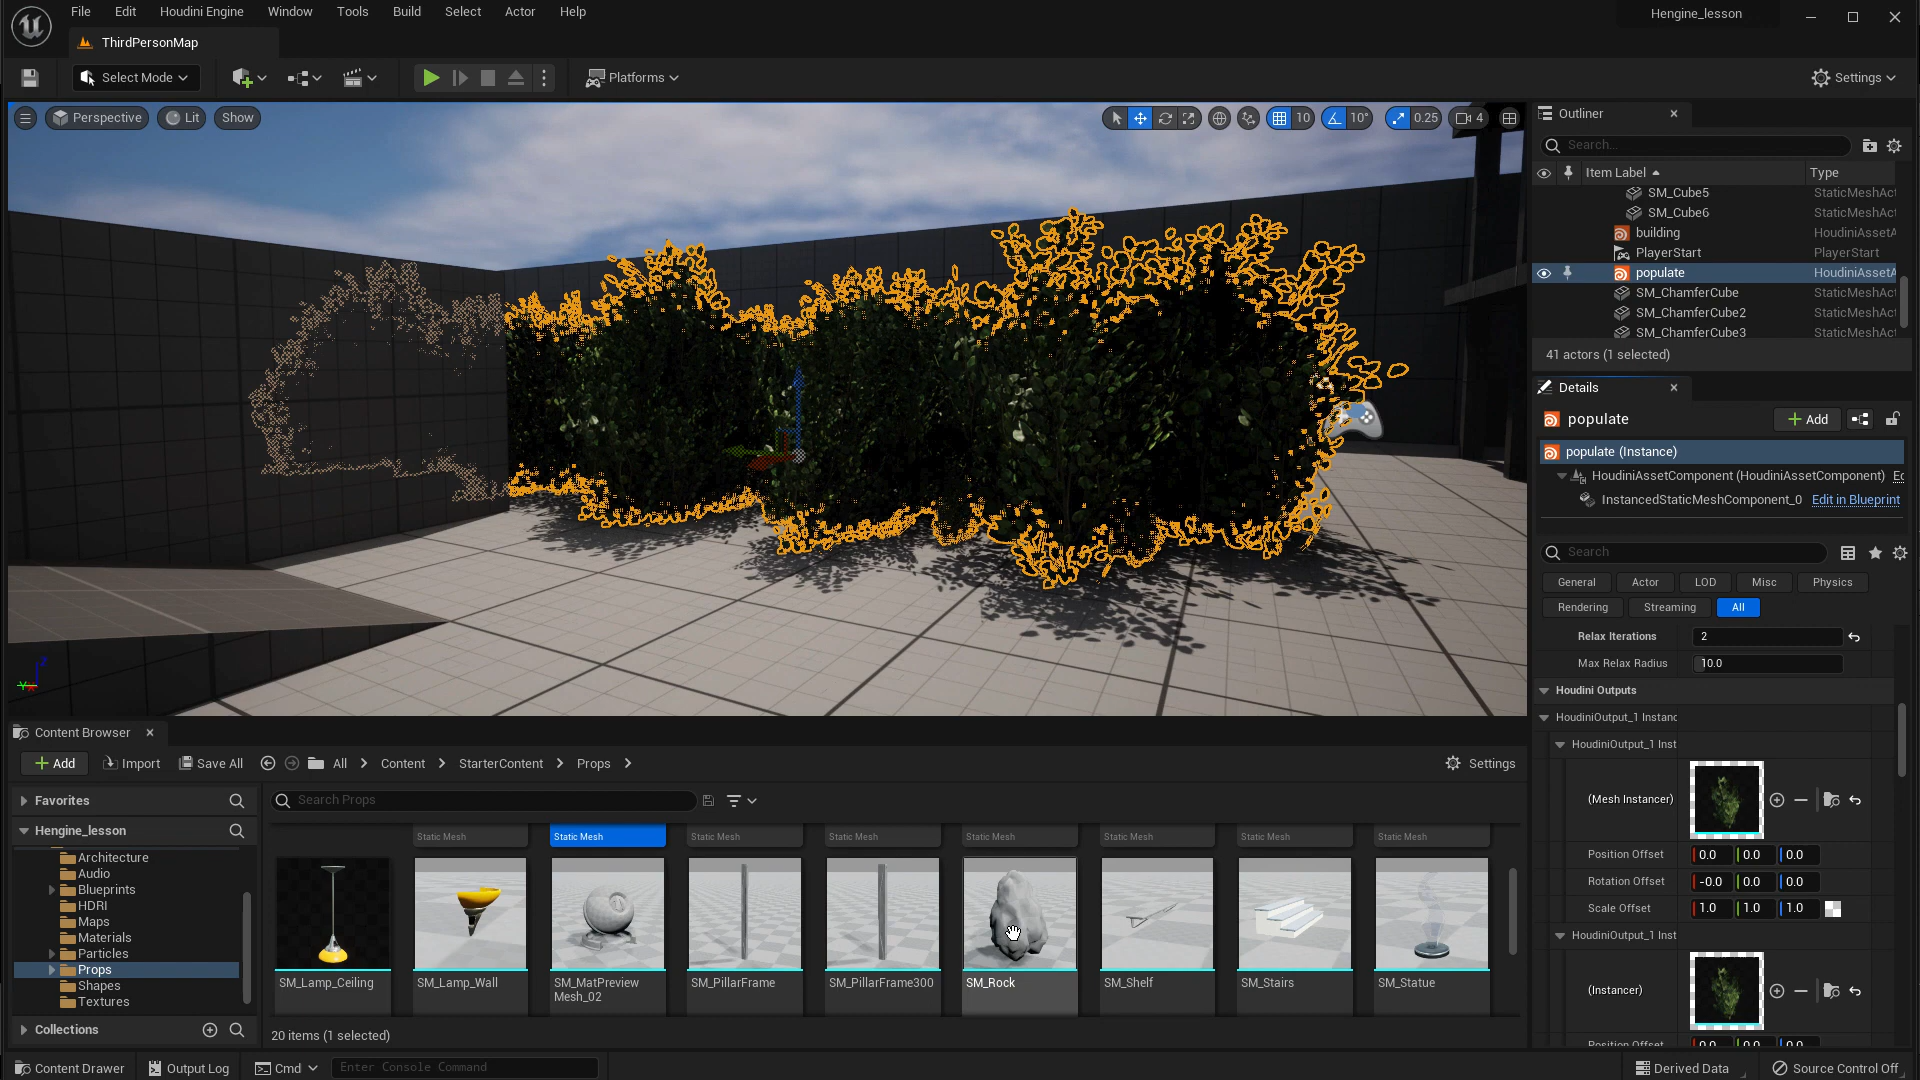 File Edit Houdini Engine Window Tools Build Select Actor Help
Hengine_lesson
ThirdPersonMap
Select Mode
Platforms
Settings
Perspective Lit Show
10 10° 0.25 4
Outliner
Search...
Item Label Type
SM_Cube5 StaticMeshAct
SM_Cube6 StaticMeshAct
building HoudiniAssetA
PlayerStart PlayerStart
populate HoudiniAssetA
SM_ChamferCube StaticMeshAct
SM_ChamferCube2 StaticMeshAct
SM_ChamferCube3 StaticMeshAct
41 actors (1 selected)
Details
populate
Add
populate (Instance)
HoudiniAssetComponent (HoudiniAssetComponent) Ec
InstancedStaticMeshComponent_0 Edit in Blueprint
Search
General Actor LOD Misc Physics
Rendering Streaming All
Relax Iterations 2
Max Relax Radius 10.0
Houdini Outputs
HoudiniOutput_1 Instanc
HoudiniOutput_1 Inst
(Mesh Instancer)
Position Offset 0.0 0.0 0.0
Rotation Offset -0.0 0.0 0.0
Scale Offset 1.0 1.0 1.0
HoudiniOutput_1 Inst
(Instancer)
Position Offset 0.0 0.0 0.0
Content Browser
Add Import Save All All Content StarterContent Props
Settings
Favorites
Hengine_lesson
Architecture
Audio
Blueprints
HDRI
Maps
Materials
Particles
Props
Shapes
Textures
Collections
Search Props
Static Mesh Static Mesh Static Mesh Static Mesh Static Mesh Static Mesh Static Mesh Static Mesh
SM_Lamp_Ceiling
SM_Lamp_Wall
SM_MatPreview
Mesh_02
SM_PillarFrame
SM_PillarFrame300
SM_Rock
SM_Shelf
SM_Stairs
SM_Statue
20 items (1 selected)
Content Drawer Output Log Cmd Enter Console Command
Derived Data Source Control Off